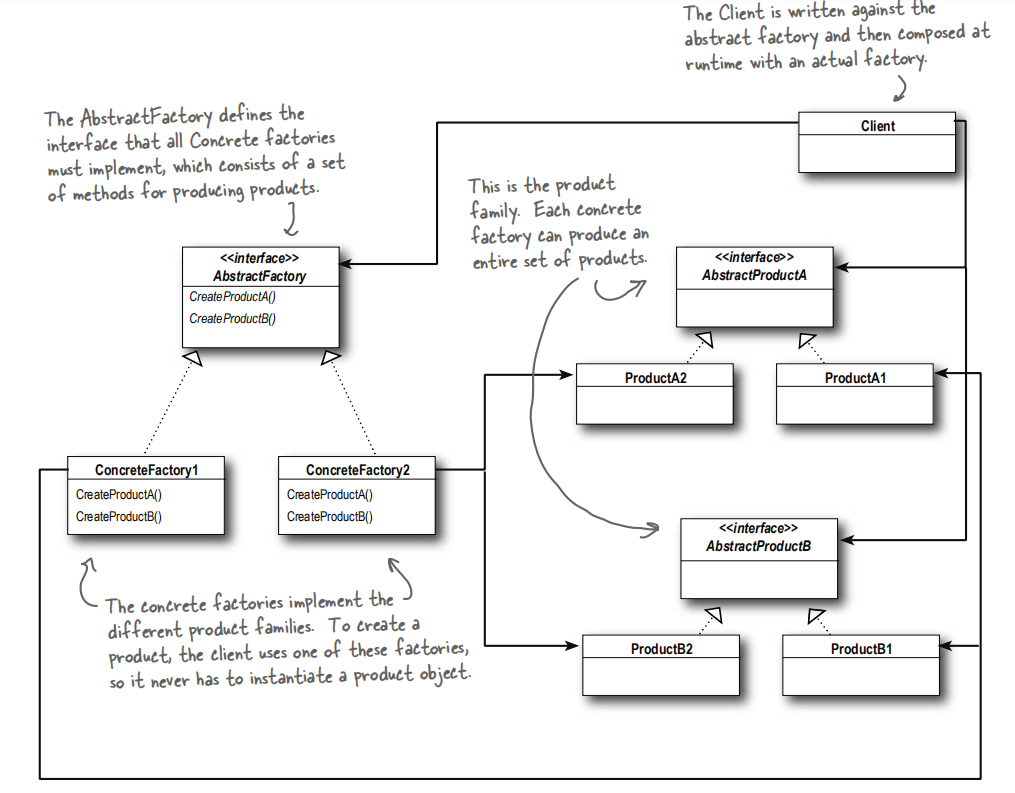 The Client is written against the
abstract factory and then composed at
runtime with an actual factory.
The AbstractFactory defines the
interface that all Concrete factories
must implement, which consists of a set
of methods for producing products.
Client
This is the product
family. Each concrete
factory can produce an
entire set of products.
<<interface>>
AbstractFactory
CreateProductA()
CreateProductB()
<<interface>>
AbstractProductA
ProductA2
ProductA1
ConcreteFactory1
CreateProductA()
CreateProductB()
ConcreteFactory2
CreateProductA()
CreateProductB()
<<interface>>
AbstractProductB
ProductB2
ProductB1
The concrete factories implement the
different product families. To create a
product, the client uses one of these factories,
so it never has to instantiate a product object.